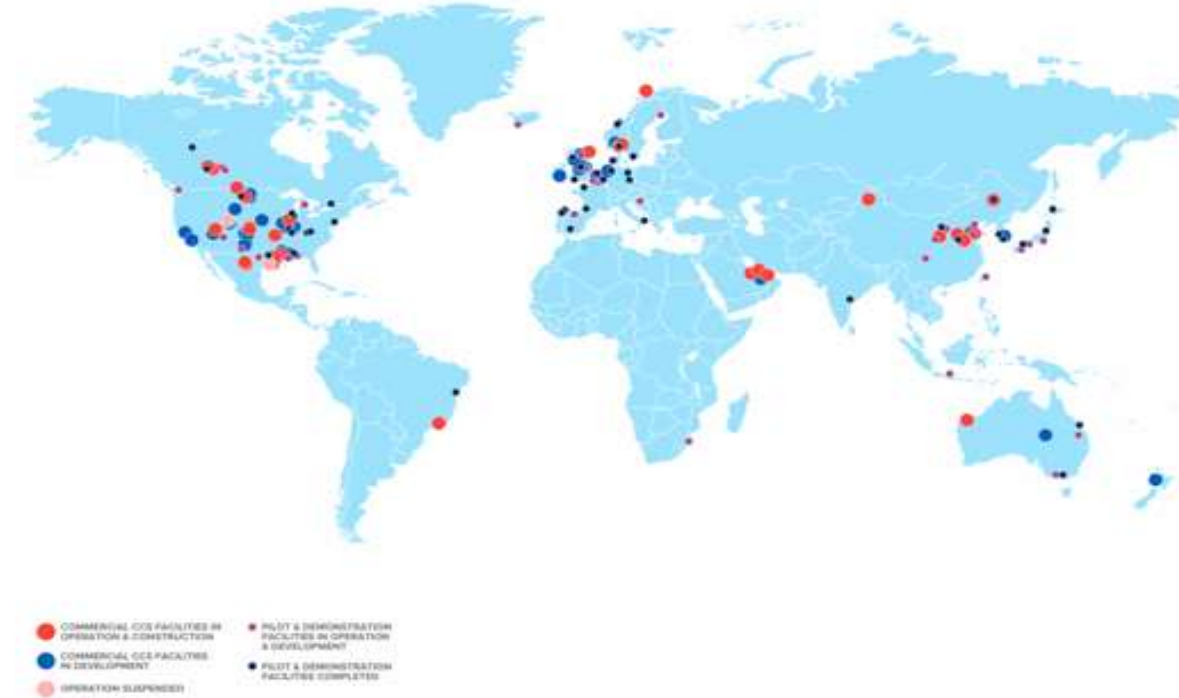 COMMERCIAL CCS FACILITIES IN
OPERATION & CONSTRUCTION
COMMERCIAL CCS FACILITIES
IN DEVELOPMENT
OPERATION SUSPENDED
PILOT & DEMONSTRATION
FACILITIES IN OPERATION
& DEVELOPMENT
PILOT & DEMONSTRATION
FACILITIES COMPLETED